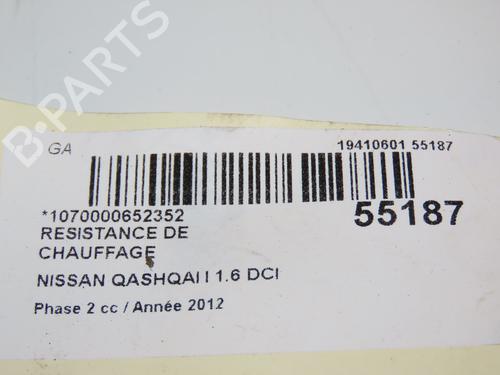 B-PARTS
GA
19410601 55187
*1070000652352
55187
RESISTANCE DE
CHAUFFAGE
NISSAN QASHQAI I 1.6 DCI
Phase 2 cc / Année 2012